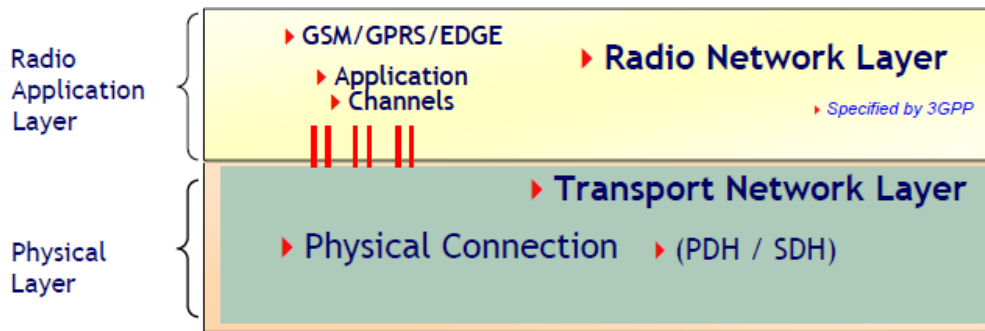 Radio
Application
Layer
GSM/GPRS/EDGE
Application
Channels
Radio Network Layer
Specified by 3GPP
Physical
Layer
Transport Network Layer
Physical Connection
(PDH / SDH)